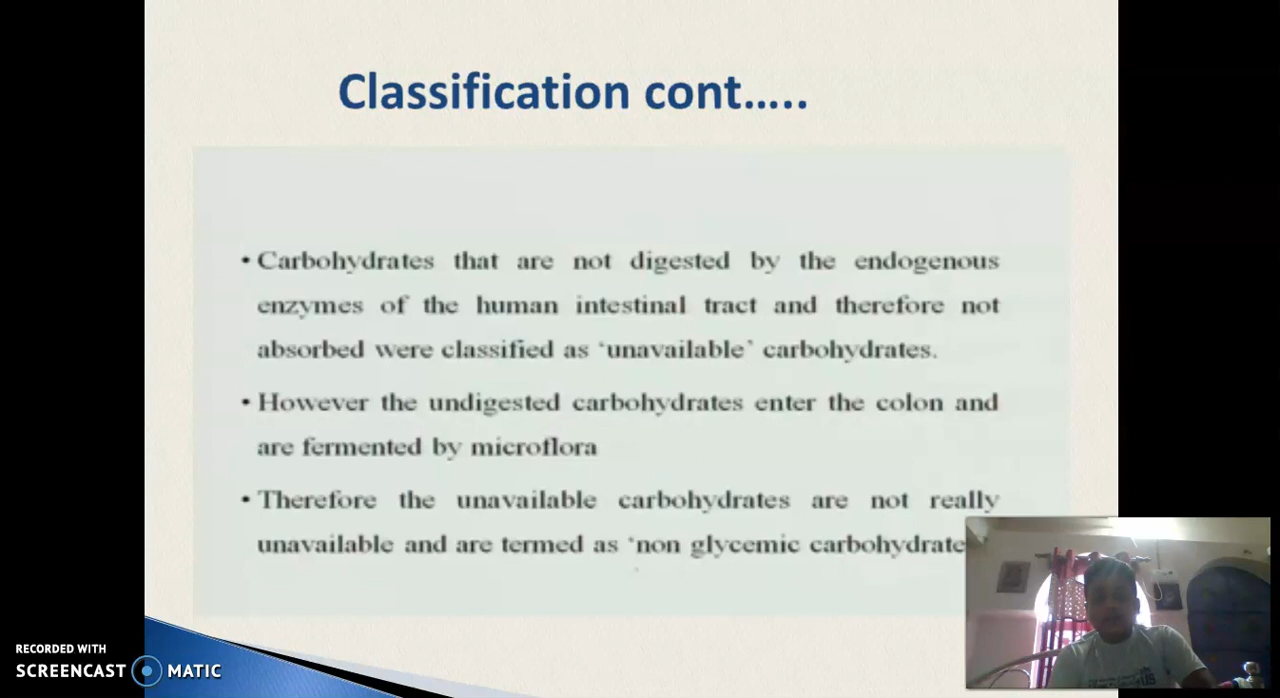 Classification cont.....
• Carbohydrates that are not digested by the endogenous
enzymes of the human intestinal tract and therefore not
absorbed were classified as ‘unavailable’ carbohydrates.
• However the undigested carbohydrates enter the colon and
are fermented by microflora
• Therefore the unavailable carbohydrates are not really
unavailable and are termed as ‘non glycemic carbohydrate
RECORDED WITH
SCREENCAST MATIC